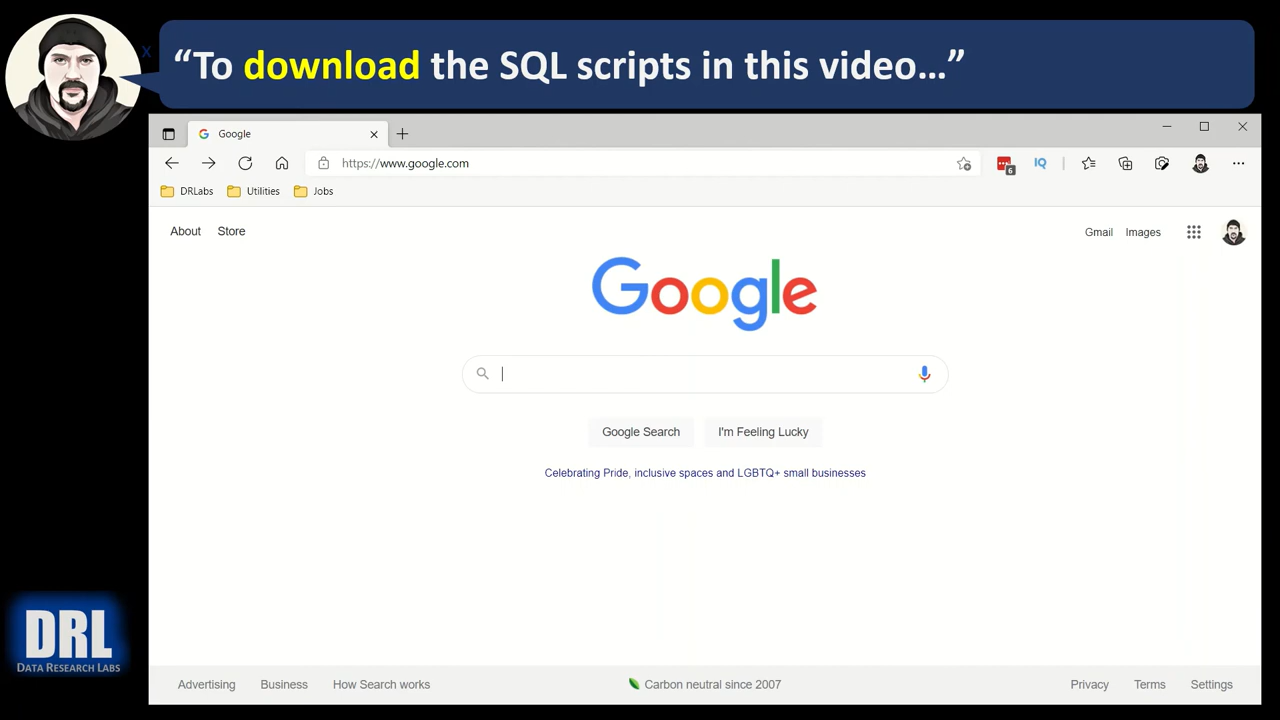 “To download the SQL scripts in this video…”
X
Google
https://www.google.com
6
IQ
DRLabs Utilities Jobs
About Store
Gmail Images
Google
Google Search I'm Feeling Lucky
Celebrating Pride, inclusive spaces and LGBTQ+ small businesses
DRL
DATA RESEARCH LABS
Advertising Business How Search works Carbon neutral since 2007 Privacy Terms Settings